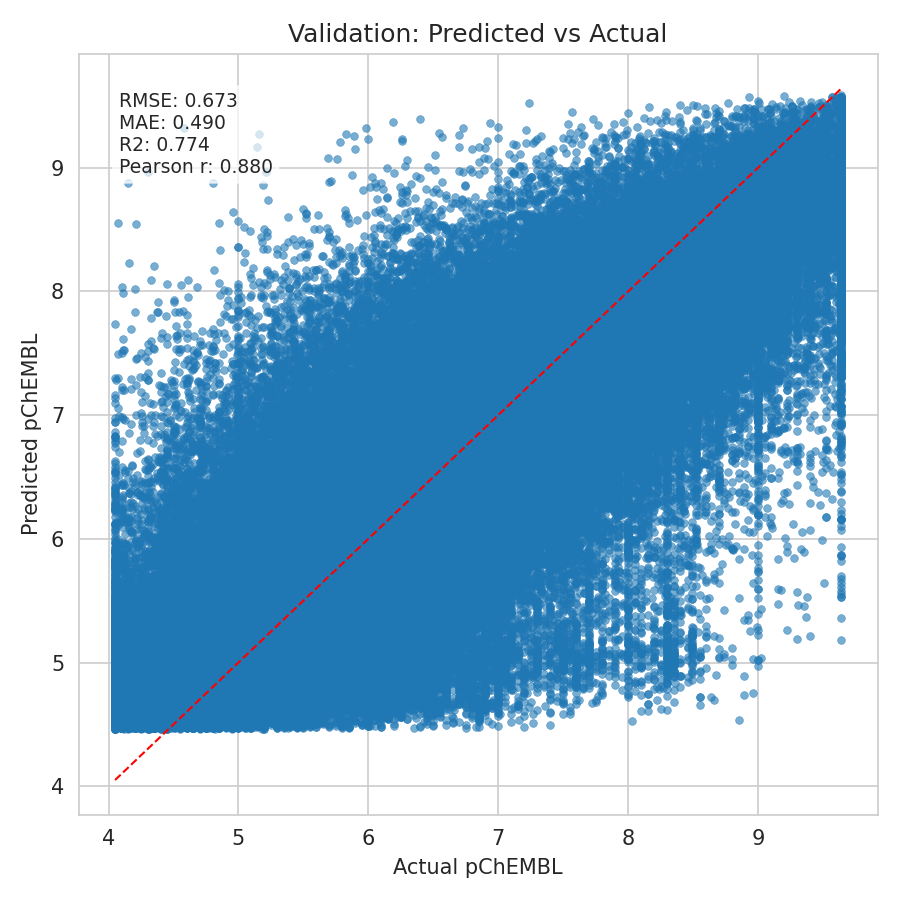 Validation: Predicted vs Actual
RMSE: 0.673
MAE: 0.490
R2: 0.774
Pearson r: 0.880
Predicted pChEMBL
9
8
7
6
5
4
4 5 6 7 8 9
Actual pChEMBL